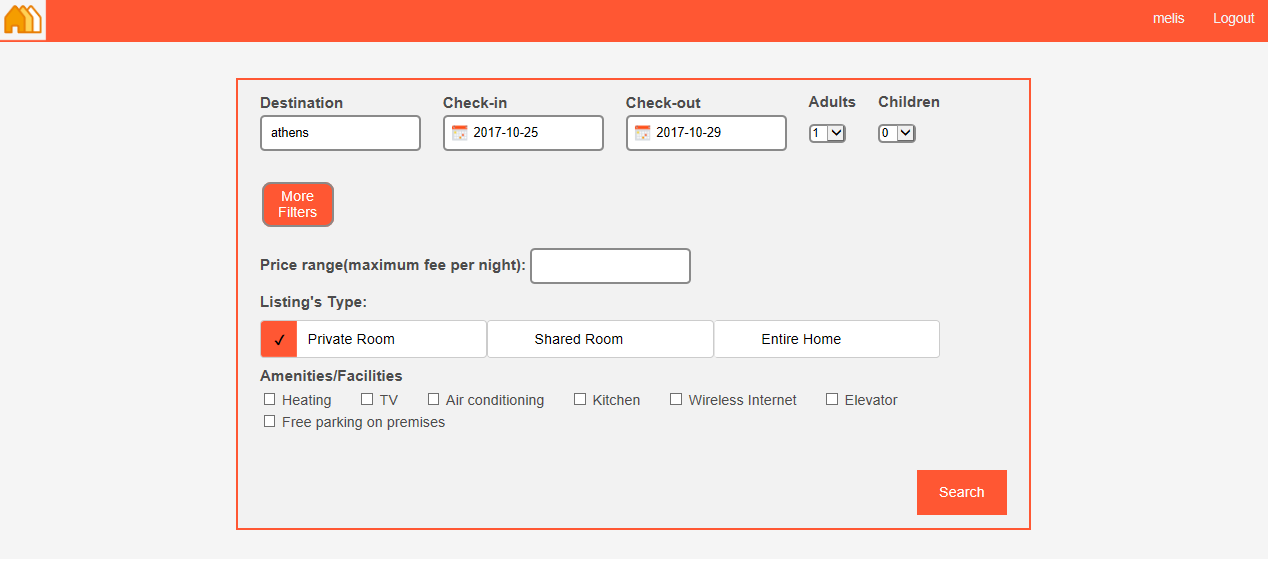 melis Logout
Destination Check-in Check-out Adults Children
athens 2017-10-25 2017-10-29 1 0
More
Filters
Price range(maximum fee per night):
Listing's Type:
✓ Private Room Shared Room Entire Home
Amenities/Facilities
Heating TV Air conditioning Kitchen Wireless Internet Elevator
Free parking on premises
Search